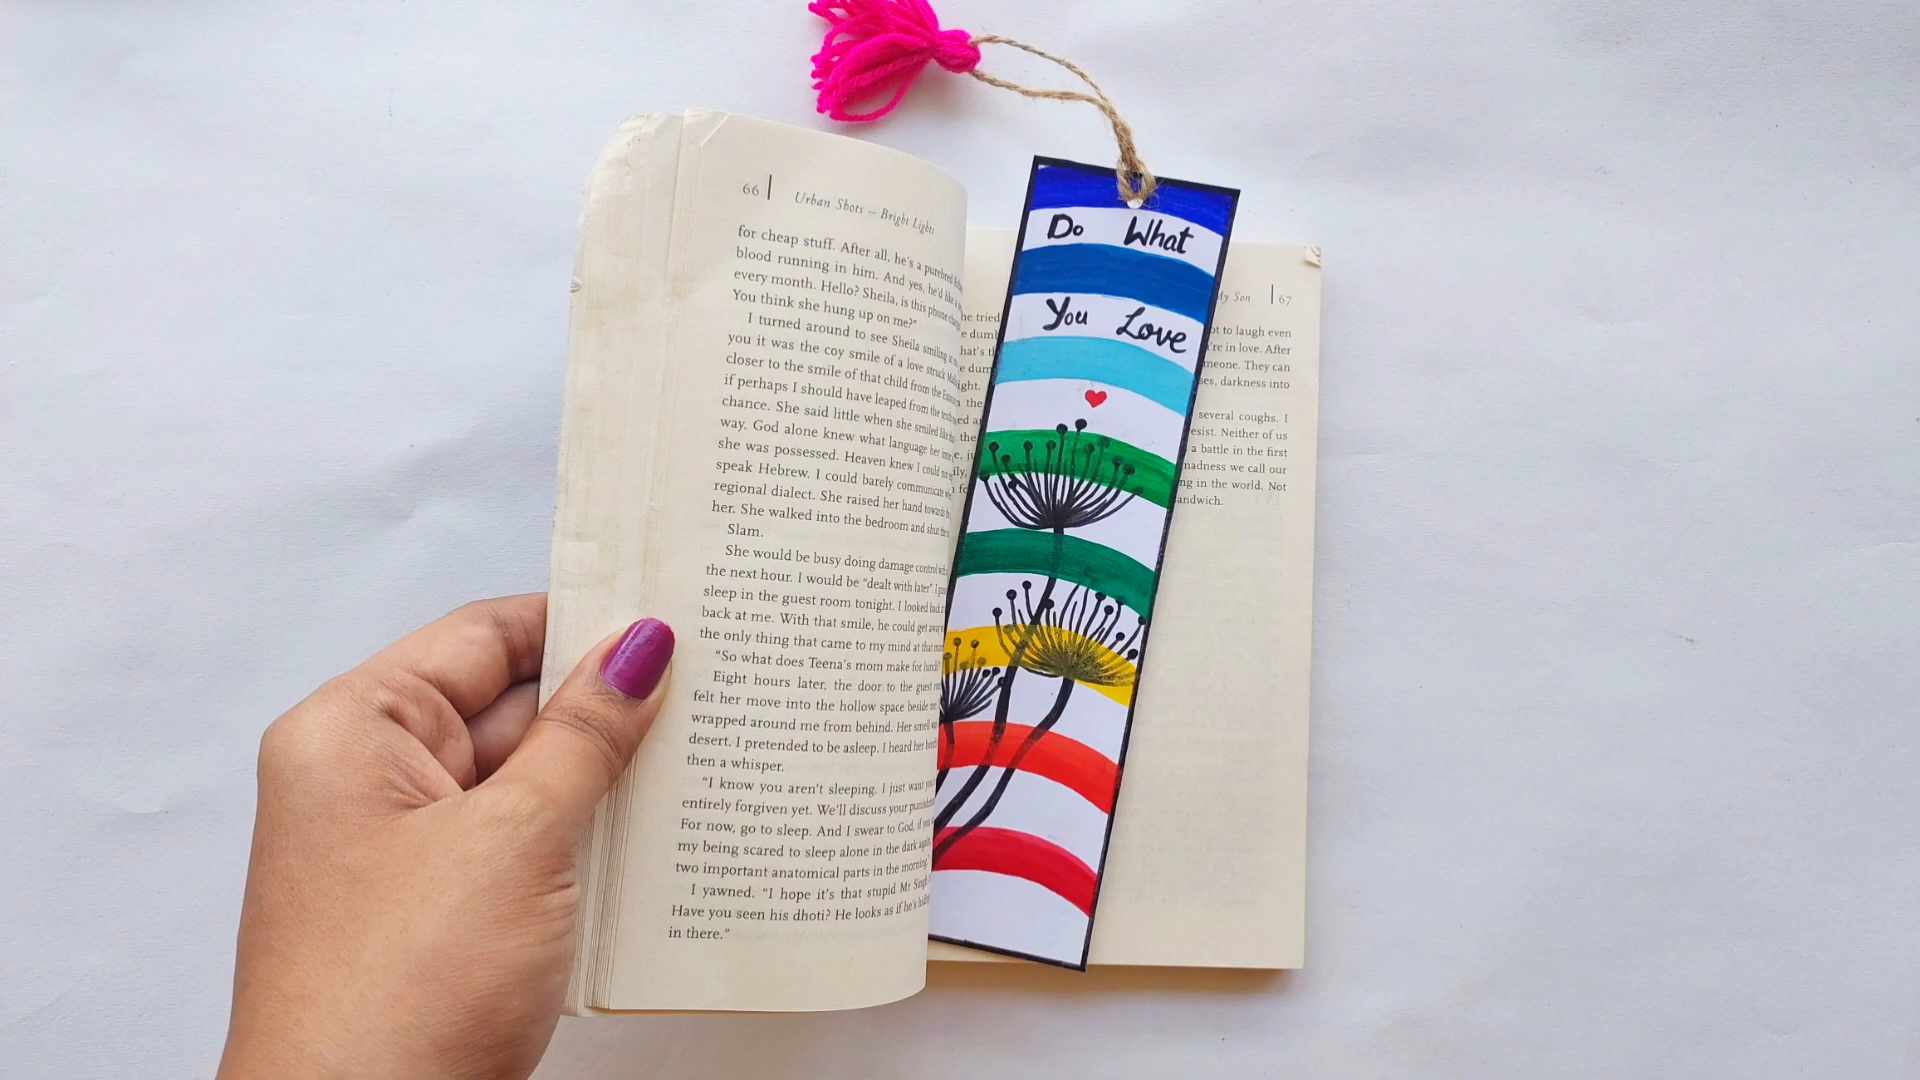 66
Urban Shots – Bright Lights
for cheap stuff. After all, he's a purebred
blood running in him. And yes, he'd like a
every month. Hello? Sheila, is this phone
You think she hung up on me?"
I turned around to see Sheila smiling
you it was the coy smile of a love struck
closer to the smile of that child from the
if perhaps I should have leaped from the
chance. She said little when she smiled like
way. God alone knew what language her
she was possessed. Heaven knew I could
speak Hebrew. I could barely communicate
regional dialect. She raised her hand towards
her. She walked into the bedroom and shut the
Slam.
She would be busy doing damage control
the next hour. I would be "dealt with later". I
sleep in the guest room tonight. I looked back
back at me. With that smile, he could get away
the only thing that came to my mind at that
"So what does Teena's mom make for lunch?
Eight hours later, the door to the guest
felt her move into the hollow space beside me
wrapped around me from behind. Her smell
desert. I pretended to be asleep. I heard her
then a whisper.
"I know you aren't sleeping. I just want you
entirely forgiven yet. We'll discuss your
For now, go to sleep. And I swear to God, if
my being scared to sleep alone in the dark again,
two important anatomical parts in the morning."
I yawned. "I hope it's that stupid Mr Singh.
Have you seen his dhoti? He looks as if he's
in there."
Do What
You Love
My Son
67
he tried
to laugh even
in love. After
They can
darkness into
several coughs. I
Neither of us
a battle in the first
we call our
in the world. Not